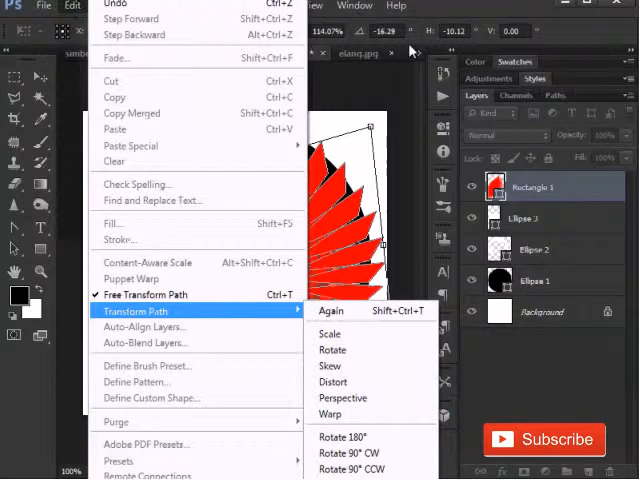 Ps File Edit View Window Help
Undo Ctrl+Z
Step Forward Shift+Ctrl+Z
Step Backward Alt+Ctrl+Z
Fade... Shift+Ctrl+F
Cut Ctrl+X
Copy Ctrl+C
Copy Merged Shift+Ctrl+C
Paste Ctrl+V
Paste Special
Clear
Check Spelling...
Find and Replace Text...
Fill... Shift+F5
Stroke...
Content-Aware Scale Alt+Shift+Ctrl+C
Puppet Warp
Free Transform Path Ctrl+T
Transform Path
Auto-Align Layers...
Auto-Blend Layers...
Define Brush Preset...
Define Pattern...
Define Custom Shape...
Purge
Adobe PDF Presets...
Presets
Remote Connections...
Again Shift+Ctrl+T
Scale
Rotate
Skew
Distort
Perspective
Warp
Rotate 180°
Rotate 90° CW
Rotate 90° CCW
X: 114.07% -16.29 ° H: -10.12 ° V: 0.00 °
elang.jpg ×
100%
Color Swatches
Adjustments Styles
Layers Channels Paths
Kind
Normal Opacity: 100%
Lock: Fill: 100%
Rectangle 1
Ellipse 3
Ellipse 2
Ellipse 1
Background
Subscribe
fx